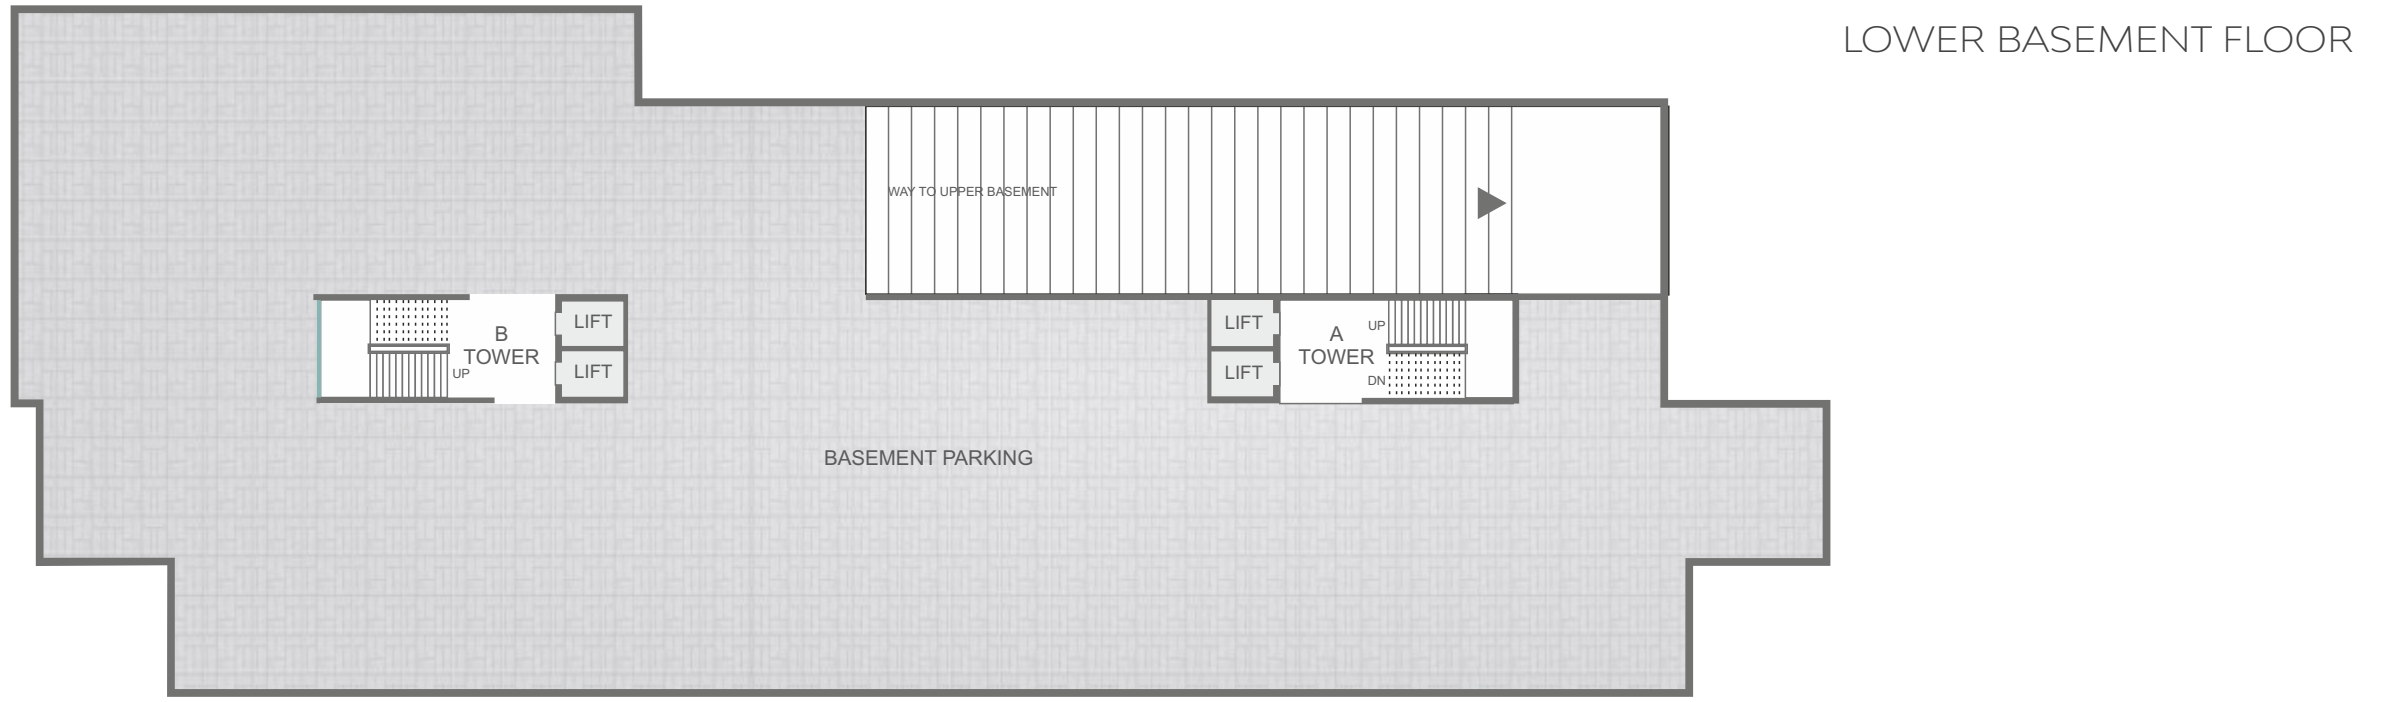 LOWER BASEMENT FLOOR
WAY TO UPPER BASEMENT
B
TOWER
UP
LIFT
LIFT
LIFT
LIFT
A
TOWER
UP
DN
BASEMENT PARKING